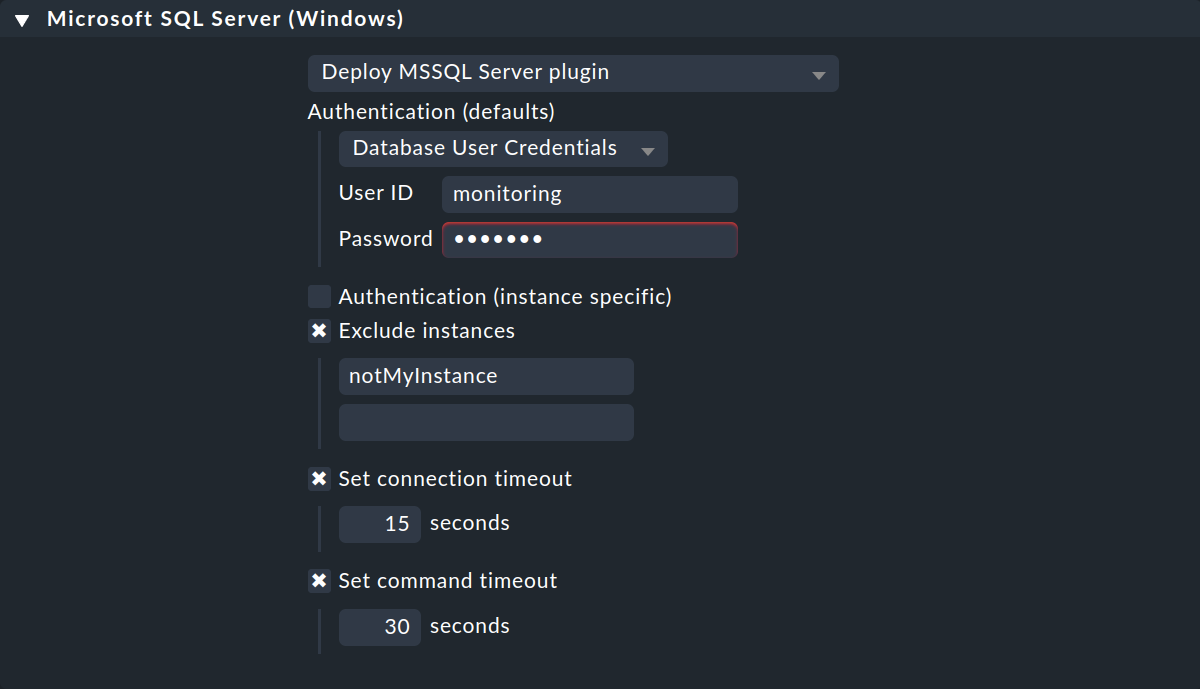 Microsoft SQL Server (Windows)
Deploy MSSQL Server plugin
Authentication (defaults)
Database User Credentials
User ID monitoring
Password •••••••
Authentication (instance specific)
Exclude instances
notMyInstance
Set connection timeout
15 seconds
Set command timeout
30 seconds